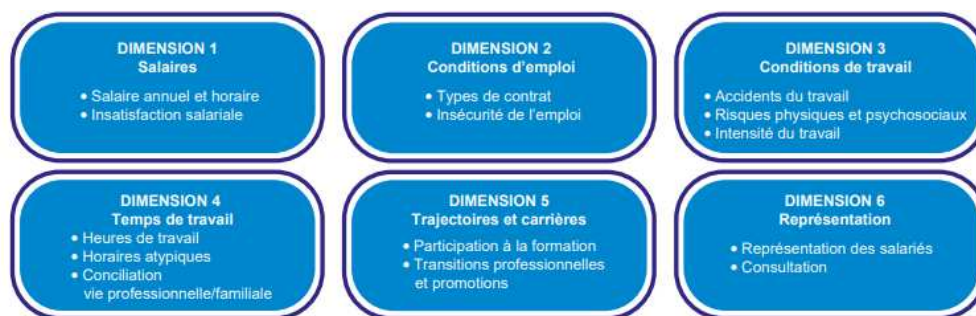 DIMENSION 1
Salaires
• Salaire annuel et horaire
• Insatisfaction salariale
DIMENSION 2
Conditions d'emploi
• Types de contrat
• Insécurité de l'emploi
DIMENSION 3
Conditions de travail
• Accidents du travail
• Risques physiques et psychosociaux
• Intensité du travail
DIMENSION 4
Temps de travail
• Heures de travail
• Horaires atypiques
• Conciliation
vie professionnelle/familiale
DIMENSION 5
Trajectoires et carrières
• Participation à la formation
• Transitions professionnelles
et promotions
DIMENSION 6
Représentation
• Représentation des salariés
• Consultation